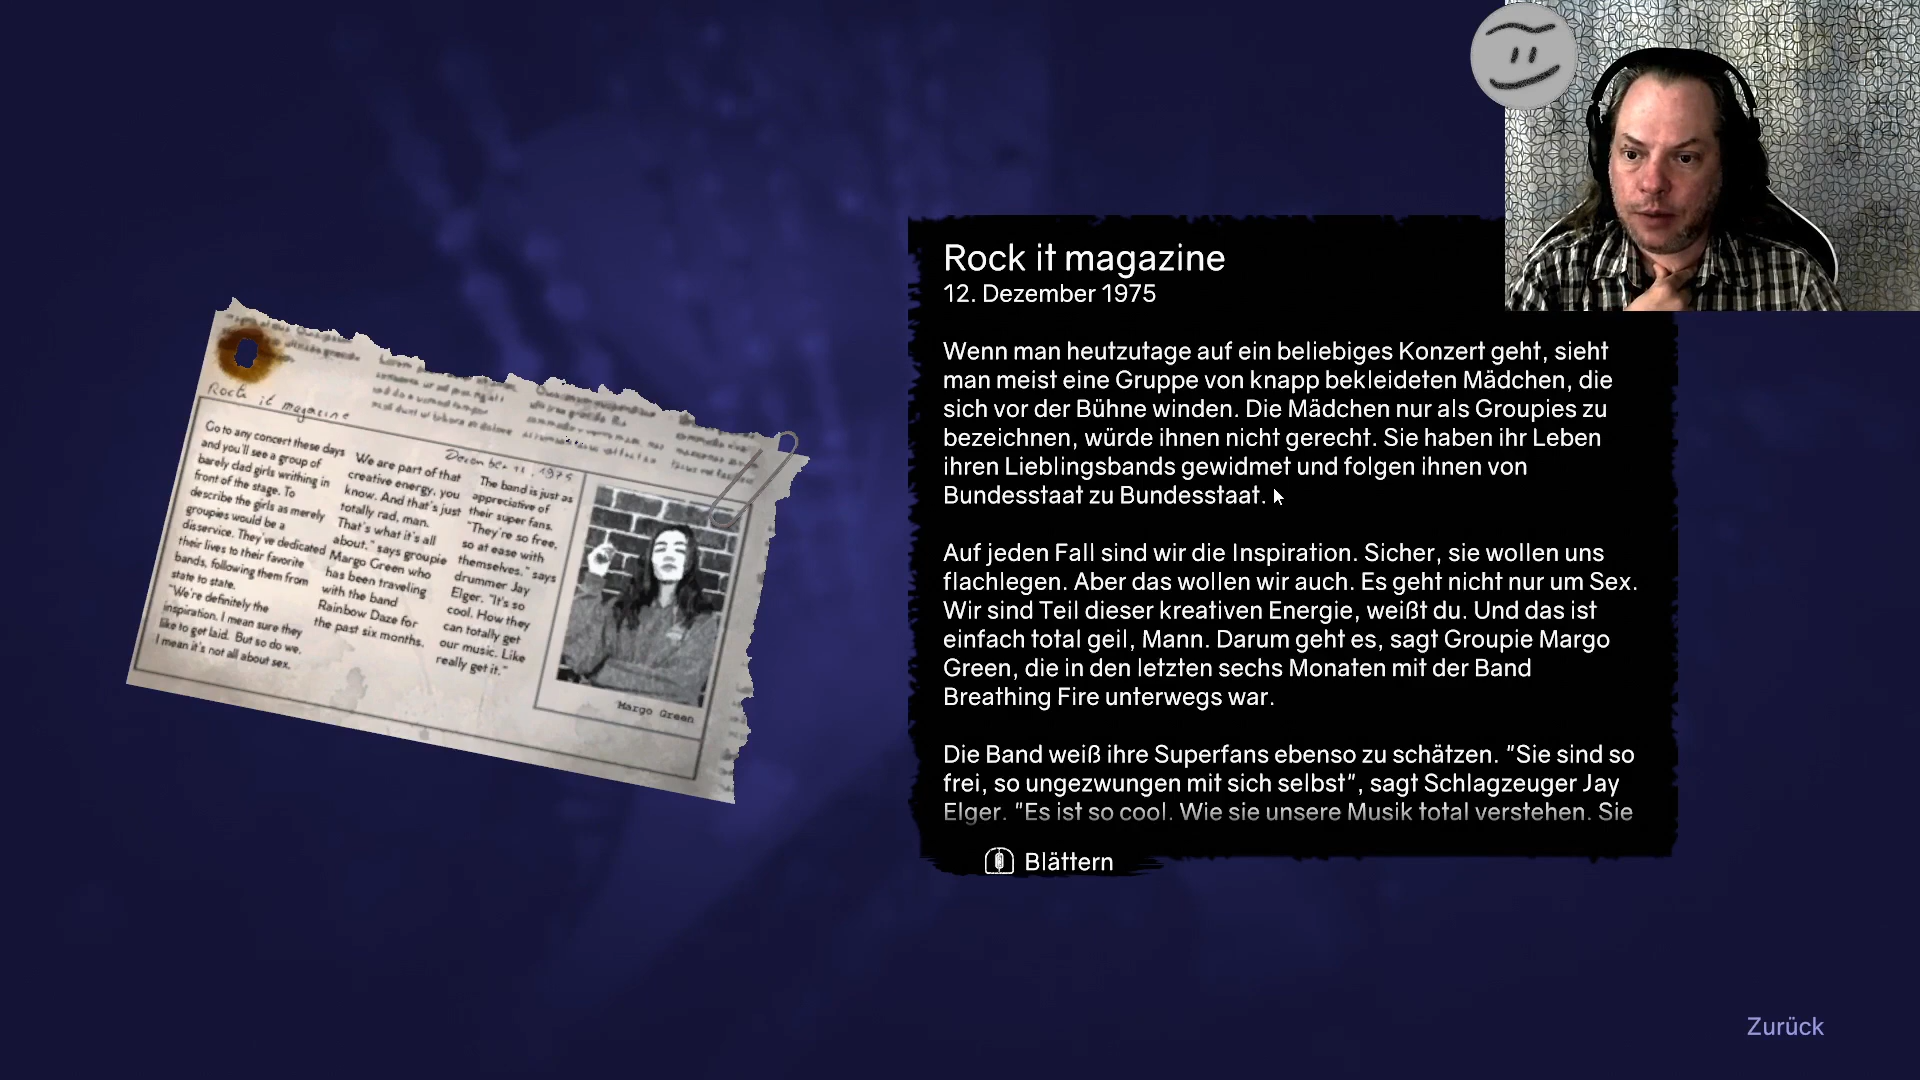 Rock it magazine
12. Dezember 1975
Wenn man heutzutage auf ein beliebiges Konzert geht, sieht
man meist eine Gruppe von knapp bekleideten Mädchen, die
sich vor der Bühne winden. Die Mädchen nur als Groupies zu
bezeichnen, würde ihnen nicht gerecht. Sie haben ihr Leben
ihren Lieblingsbands gewidmet und folgen ihnen von
Bundesstaat zu Bundesstaat.
Auf jeden Fall sind wir die Inspiration. Sicher, sie wollen uns
flachlegen. Aber das wollen wir auch. Es geht nicht nur um Sex.
Wir sind Teil dieser kreativen Energie, weißt du. Und das ist
einfach total geil, Mann. Darum geht es, sagt Groupie Margo
Green, die in den letzten sechs Monaten mit der Band
Breathing Fire unterwegs war.
Die Band weiß ihre Superfans ebenso zu schätzen. "Sie sind so
frei, so ungezwungen mit sich selbst", sagt Schlagzeuger Jay
Elger. "Es ist so cool. Wie sie unsere Musik total verstehen. Sie
Blättern
Zurück
Rock it magazine
Go to any concert these days
and you'll see a group of
barely clad girls writhing in
front of the stage. To
describe the girls as merely
groupies would be a
disservice. They've dedicated
their lives to their favorite
bands, following them from
state to state.
"We're definitely the
inspiration. I mean sure they
like to get laid. But so do we.
I mean it's not all about sex.
We are part of that
creative energy, you
know. And that's just
totally rad, man.
That's what it's all
about," says groupie
Margo Green who
has been traveling
with the band
Rainbow Daze for
the past six months.
The band is just as
appreciative of
their super fans.
"They're so free,
so at ease with
themselves," says
drummer Jay
Elger. "It's so
cool. How they
can totally get
our music. Like
really get it."
Margo Green